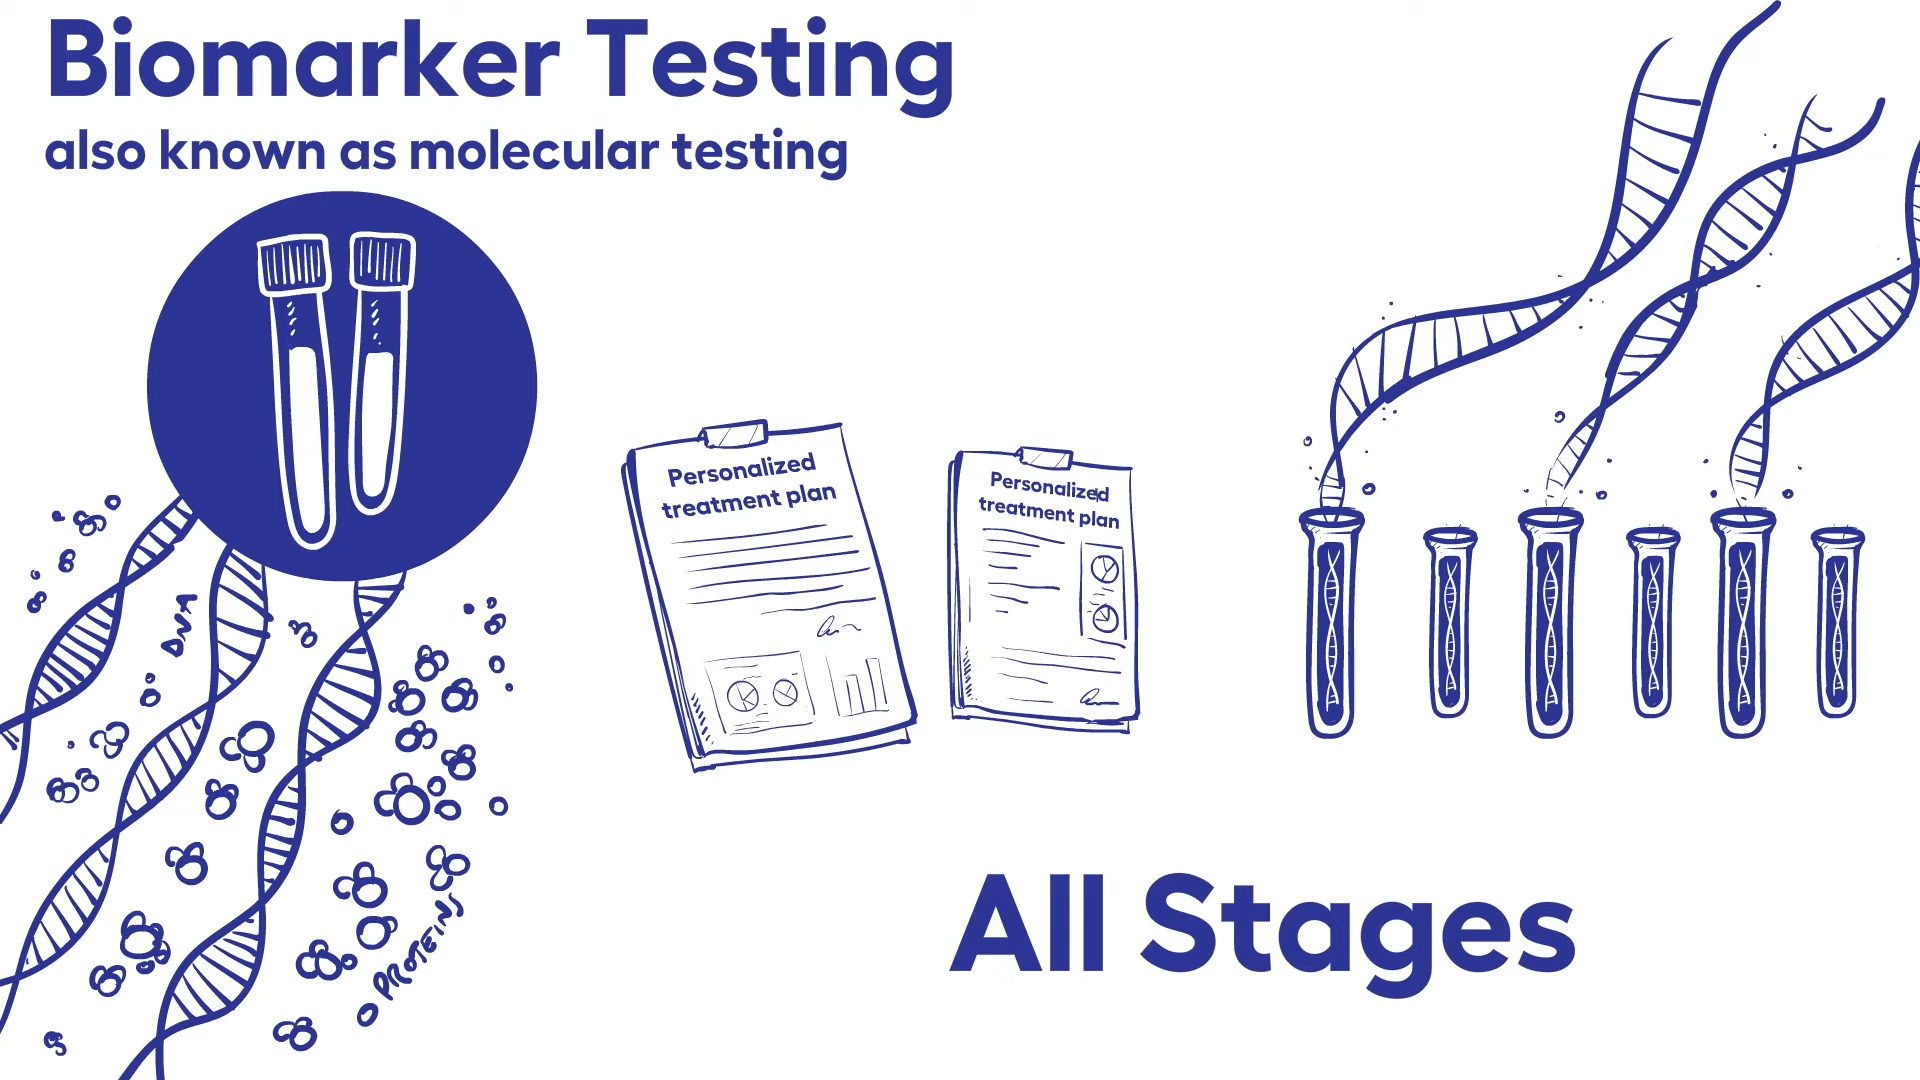 Biomarker Testing
also known as molecular testing
DNA
PROTEINS
Personalized
treatment plan
Personalized
treatment plan
All Stages